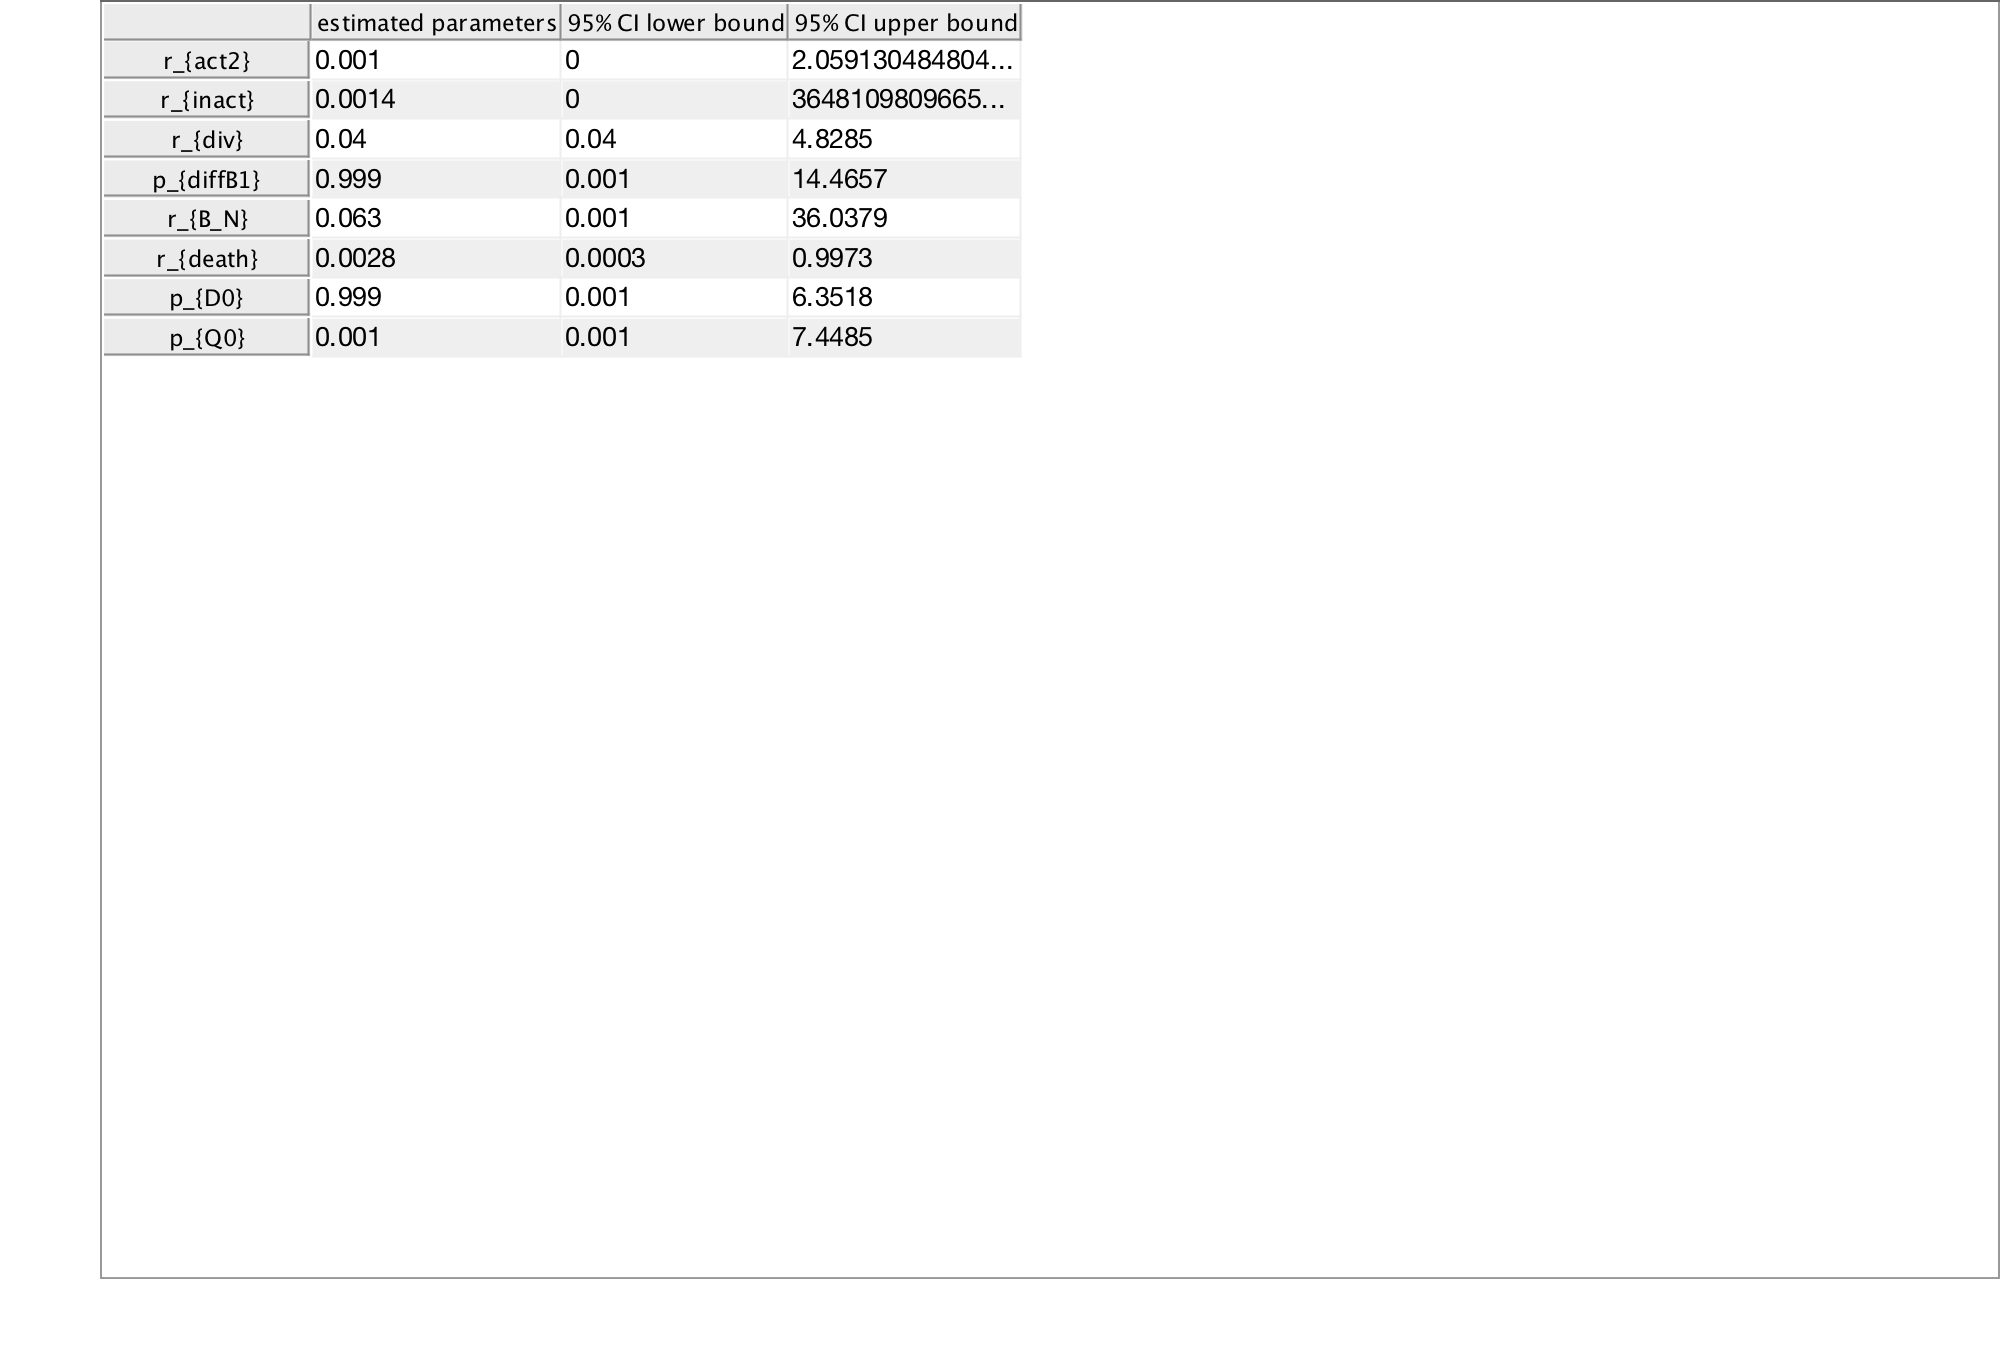 estimated parameters 95% CI lower bound 95% CI upper bound
r_{act2} 0.001 0 2.059130484804...
r_{inact} 0.0014 0 3648109809665...
r_{div} 0.04 0.04 4.8285
p_{diffB1} 0.999 0.001 14.4657
r_{B_N} 0.063 0.001 36.0379
r_{death} 0.0028 0.0003 0.9973
p_{D0} 0.999 0.001 6.3518
p_{Q0} 0.001 0.001 7.4485